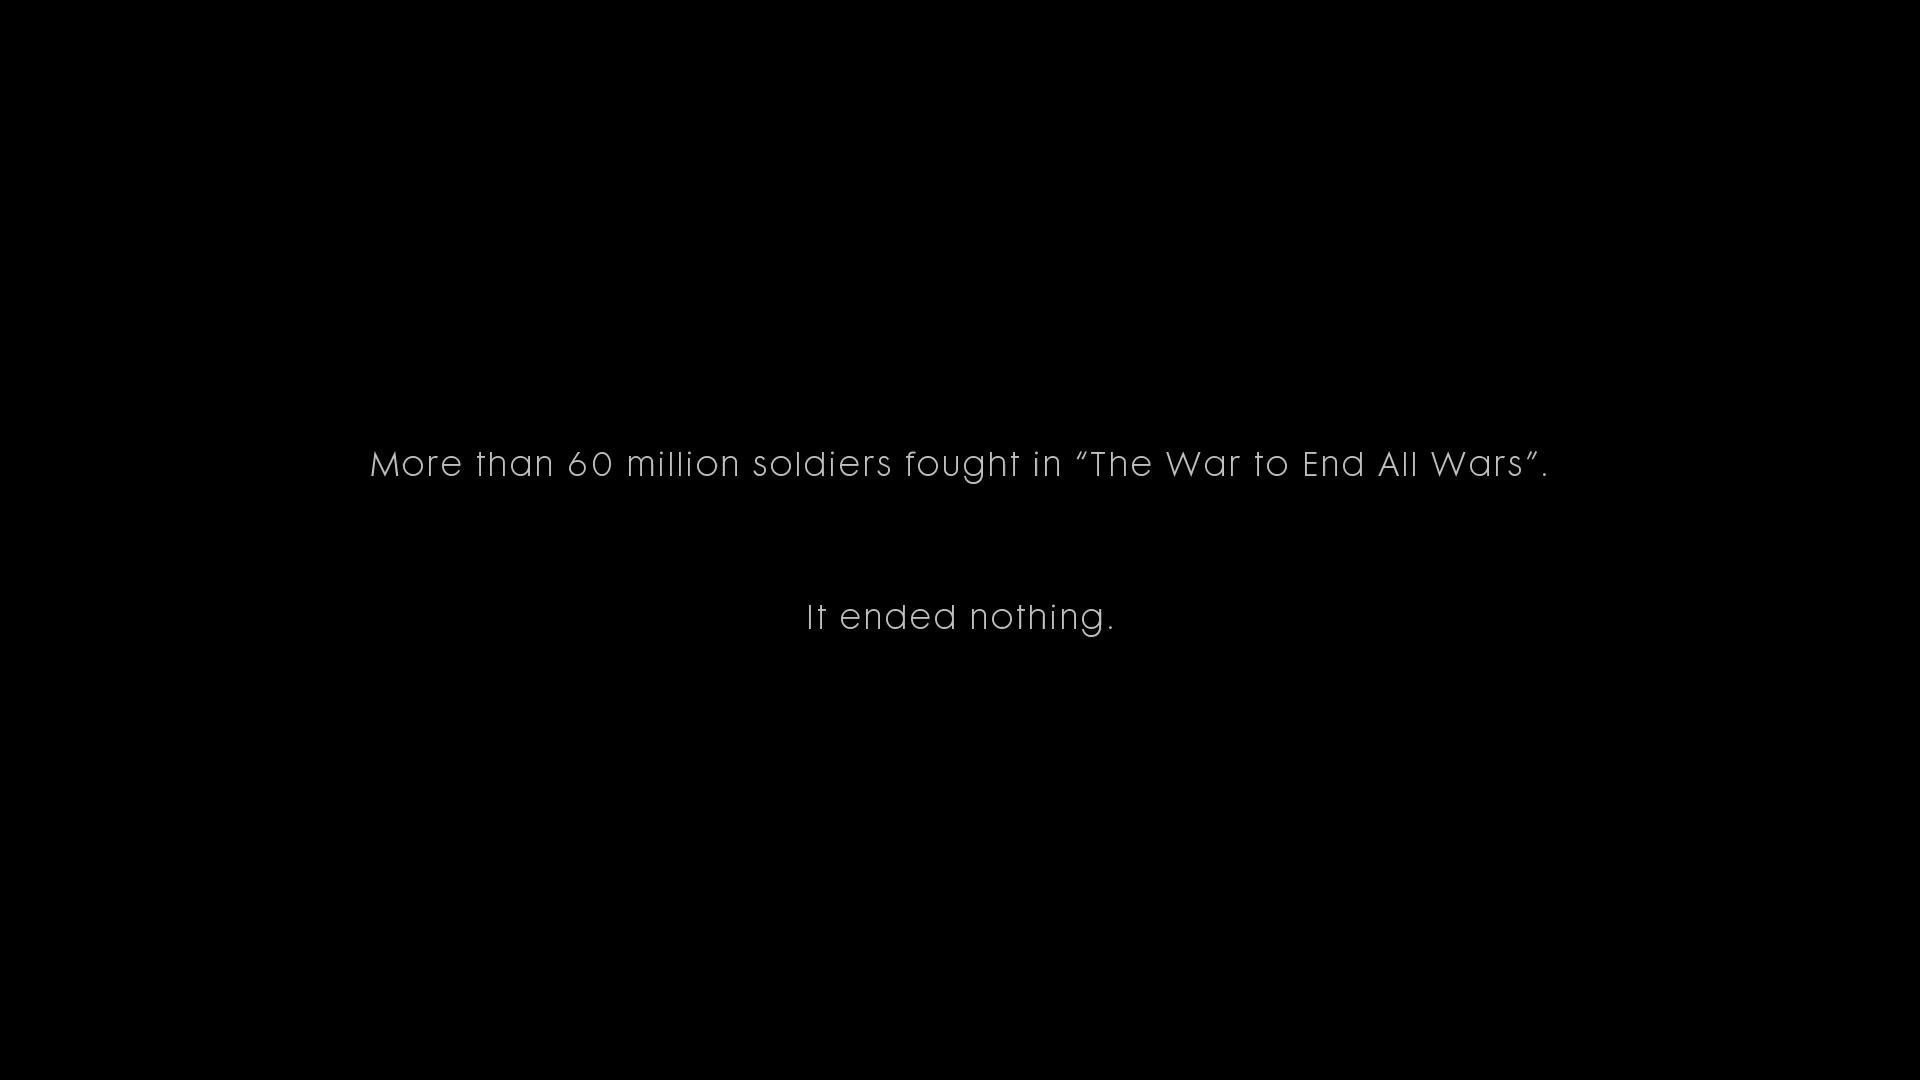 More than 60 million soldiers fought in “The War to End All Wars”.
It ended nothing.